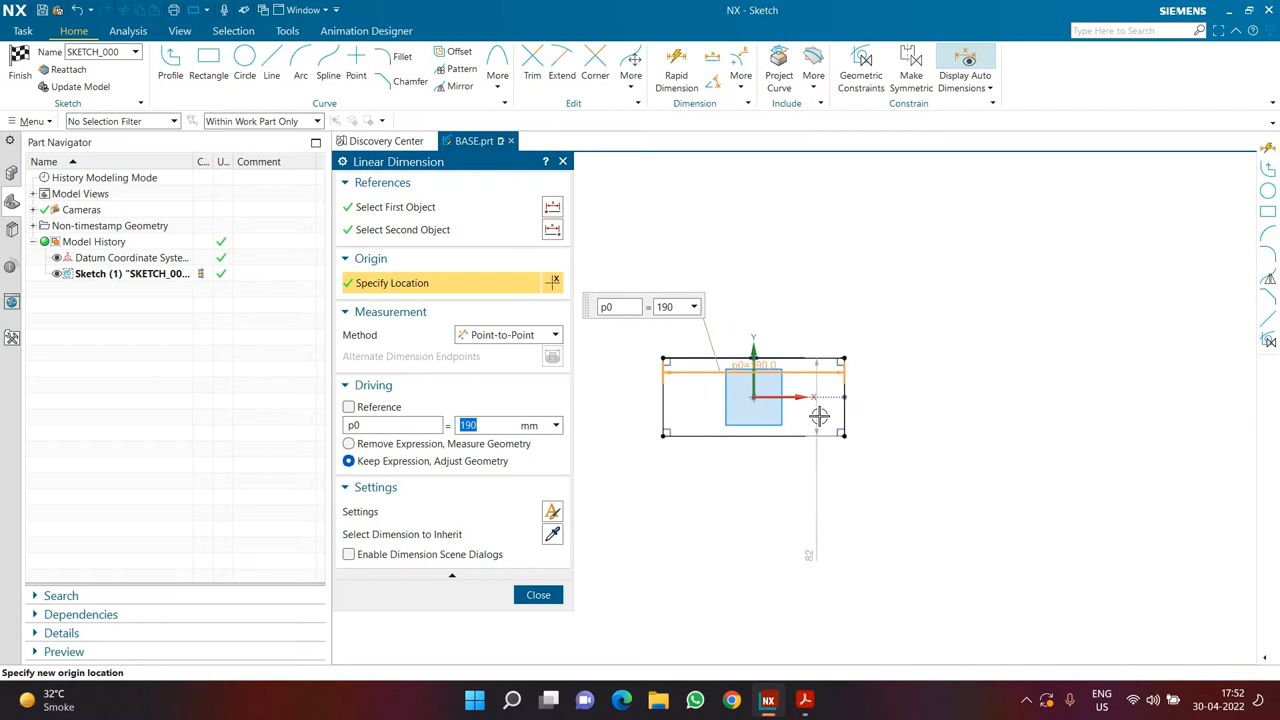 NX
Window
NX - Sketch
SIEMENS
Task
Home
Analysis
View
Selection
Tools
Animation Designer
Type Here to Search
Finish
Name SKETCH_000
Reattach
Update Model
Sketch
Profile
Rectangle
Circle
Line
Arc
Spline
Point
Fillet
Chamfer
Offset
Pattern
Mirror
More
Curve
Trim
Extend
Corner
More
Edit
Rapid
Dimension
More
Dimension
Project
Curve
More
Include
Geometric
Constraints
Make
Symmetric
Display Auto
Dimensions
Constrain
Menu
No Selection Filter
Within Work Part Only
Part Navigator
Name
C...
U...
Comment
History Modeling Mode
Model Views
Cameras
Non-timestamp Geometry
Model History
Datum Coordinate Syste...
Sketch (1) "SKETCH_00...
Search
Dependencies
Details
Preview
Discovery Center
BASE.prt
Linear Dimension
References
Select First Object
Select Second Object
Origin
Specify Location
Measurement
Method
Point-to-Point
Alternate Dimension Endpoints
Driving
Reference
p0 = 190 mm
Remove Expression, Measure Geometry
Keep Expression, Adjust Geometry
Settings
Settings
Select Dimension to Inherit
Enable Dimension Scene Dialogs
Close
p0 = 190
Y
p0=190.0
X
82
Specify new origin location
32°C
Smoke
ENG
US
17:52
30-04-2022